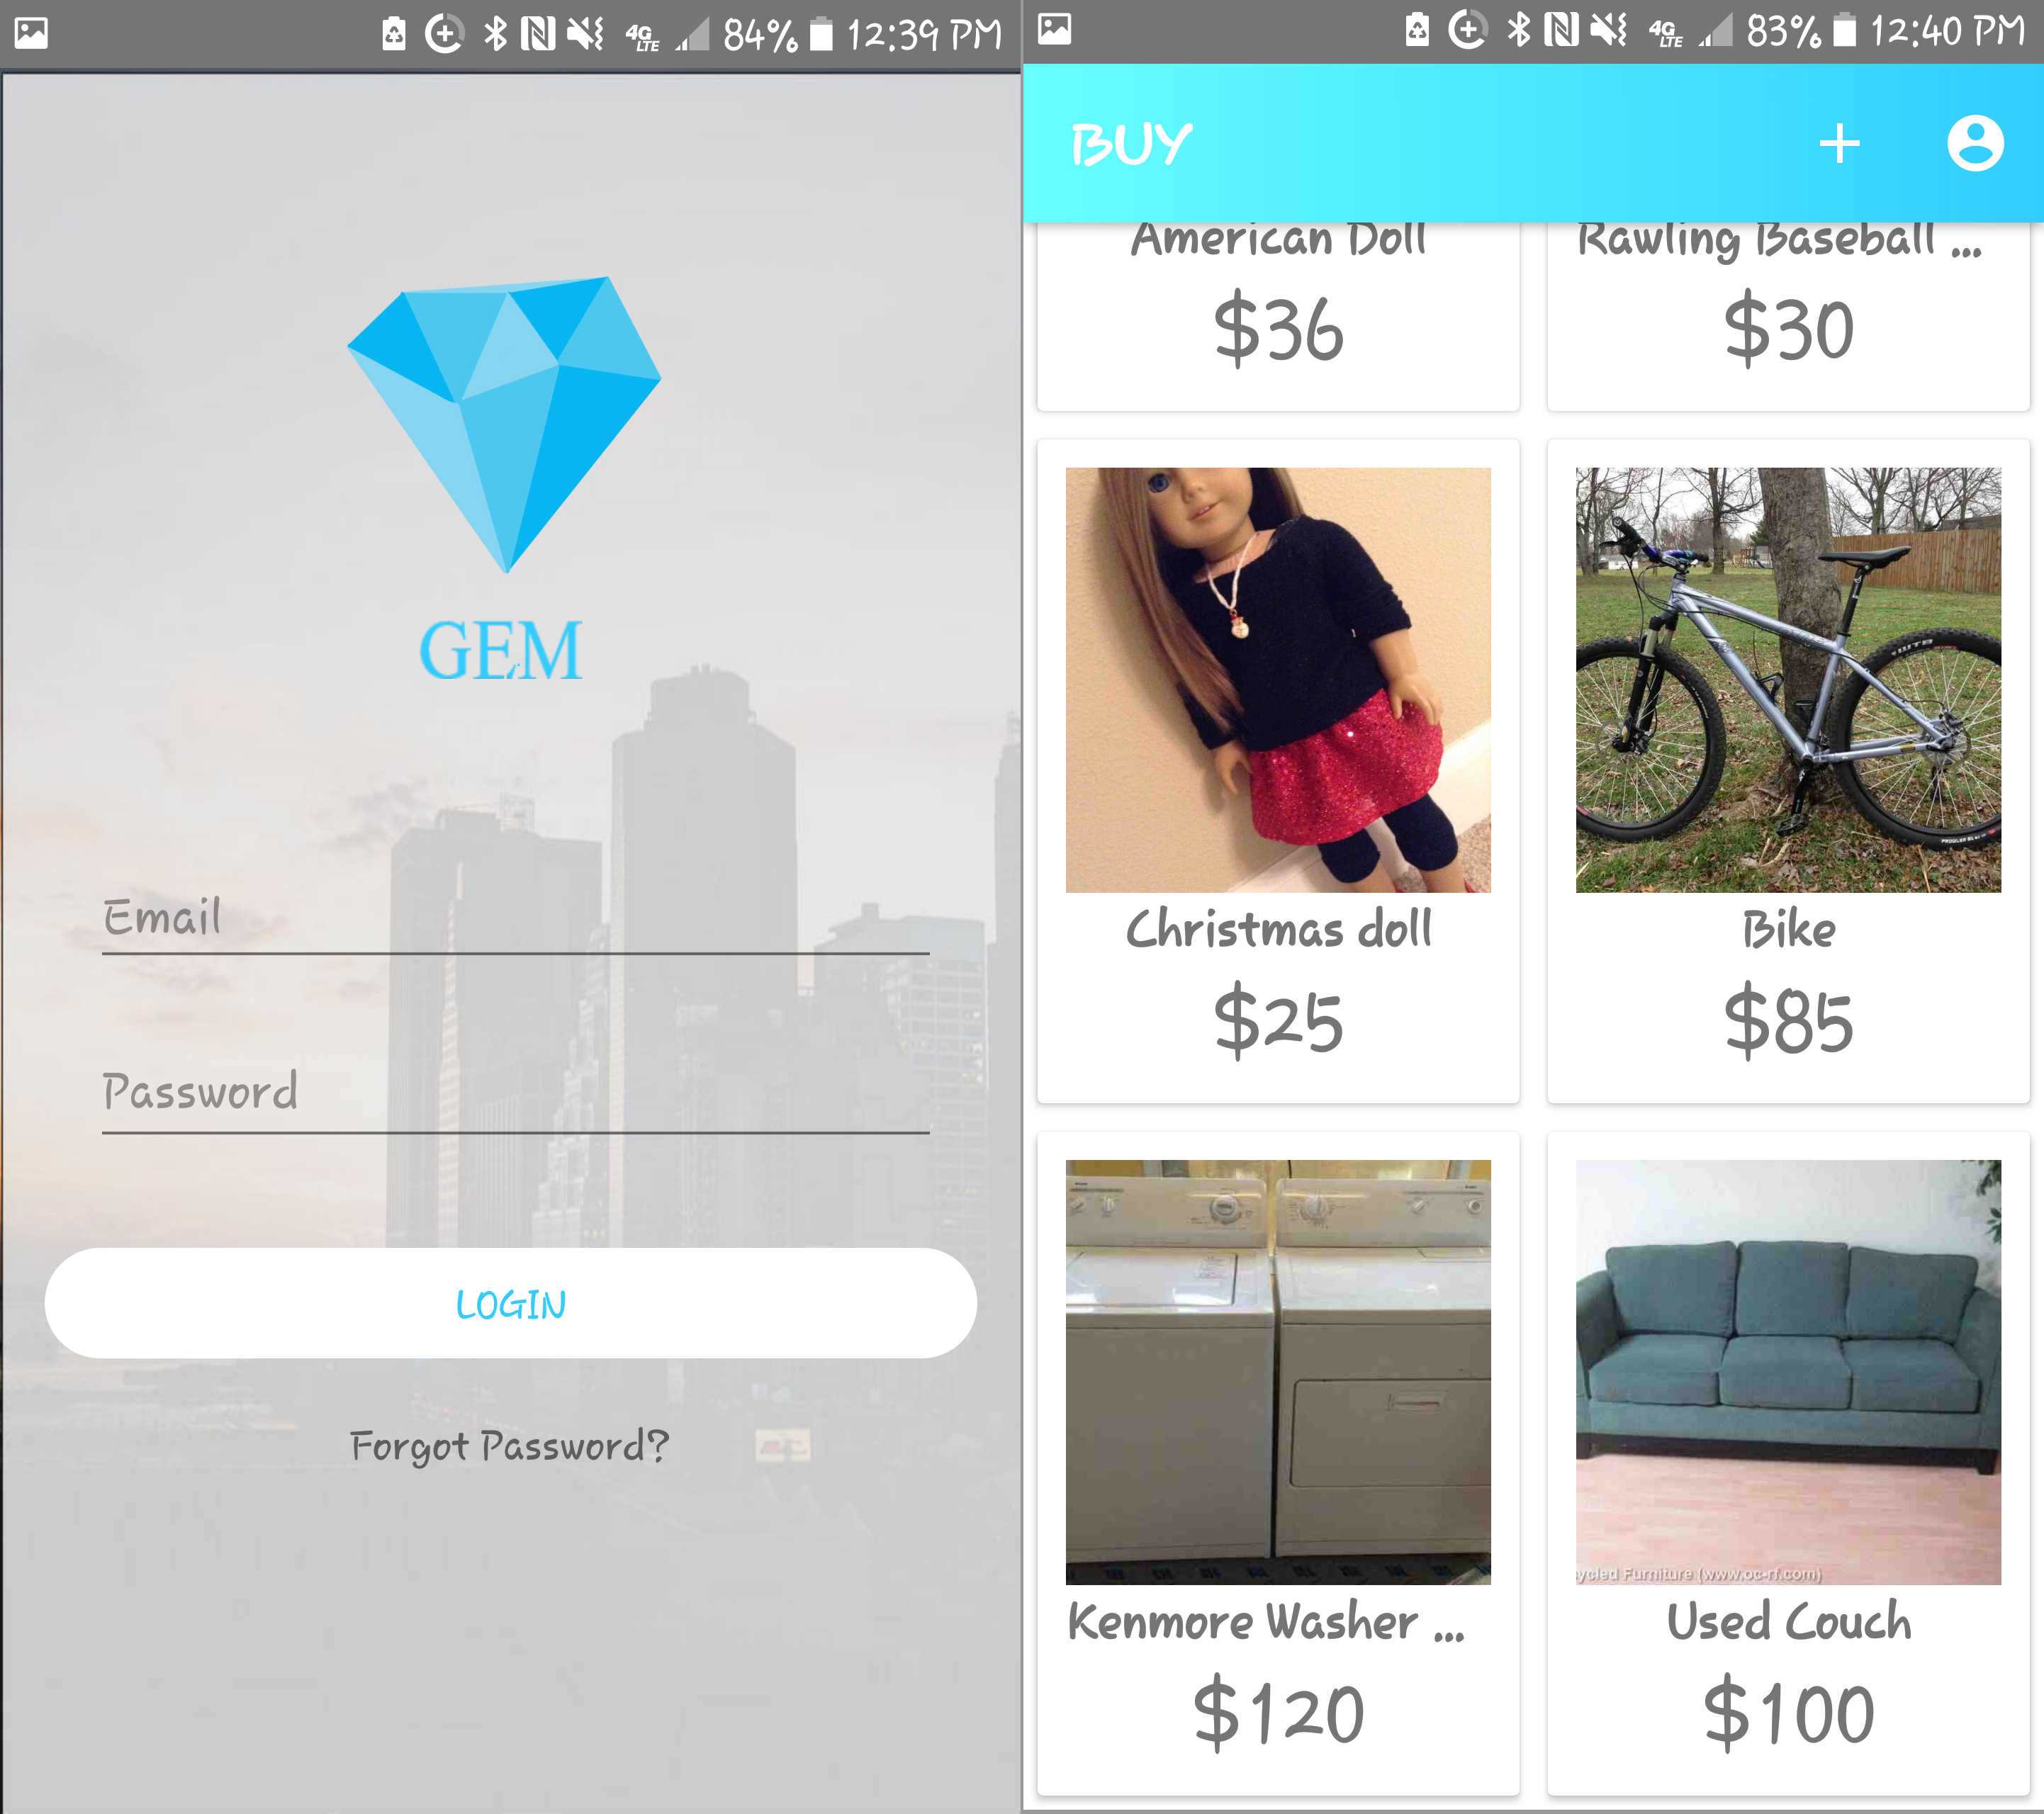 4G LTE 84% 12:39 PM
GEM
Email
Password
LOGIN
Forgot Password?
4G LTE 83% 12:40 PM
BUY
American Doll
$36
Rawling Baseball ...
$30
Christmas doll
$25
WTB
Bike
$85
Kenmore Washer ...
$120
ycled Furniture (www.oc-rf.com)
Used Couch
$100